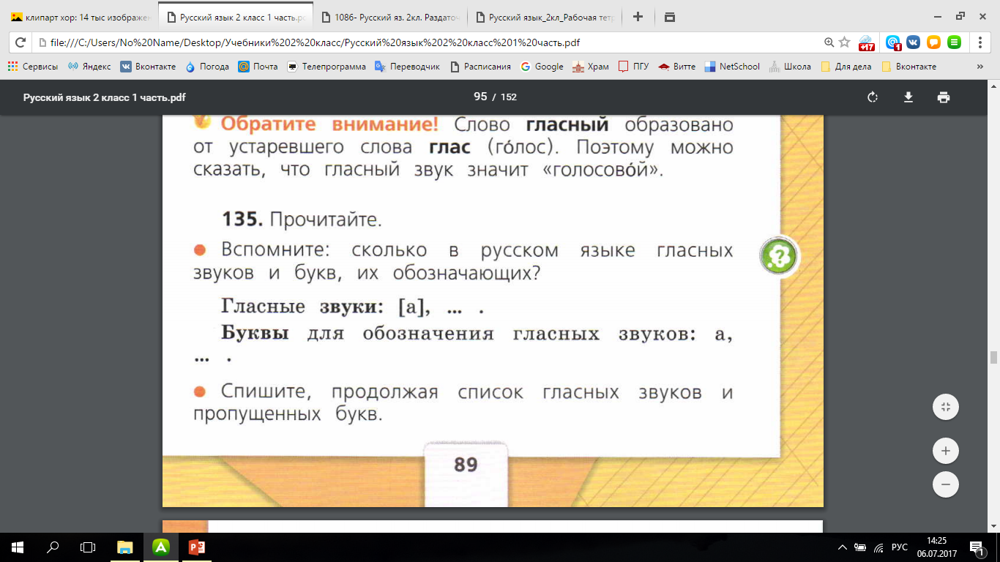 клипарт хор: 14 тыс изображен
Русский язык 2 класс 1 часть.pd
1086- Русский яз. 2кл. Раздаточ
Русский язык_2кл_Рабочая тетр
file:///C:/Users/No%20Name/Desktop/Учебники%202%20класс/Русский%20язык%202%20класс%201%20часть.pdf
+17
1
Сервисы Яндекс Вконтакте Погода Почта Телепрограмма Переводчик Расписания Google Храм ПГУ Витте NetSchool Школа Для дела Вконтакте »
Русский язык 2 класс 1 часть.pdf 95 / 152
Обратите внимание! Слово гласный образовано
от устаревшего слова глас (го́лос). Поэтому можно
сказать, что гласный звук значит «голосово́й».
135. Прочитайте.
Вспомните: сколько в русском языке гласных
звуков и букв, их обозначающих?
?
Гласные звуки: [а], ... .
Буквы для обозначения гласных звуков: а,
... .
Спишите, продолжая список гласных звуков и
пропущенных букв.
89
РУС
14:25
06.07.2017
1